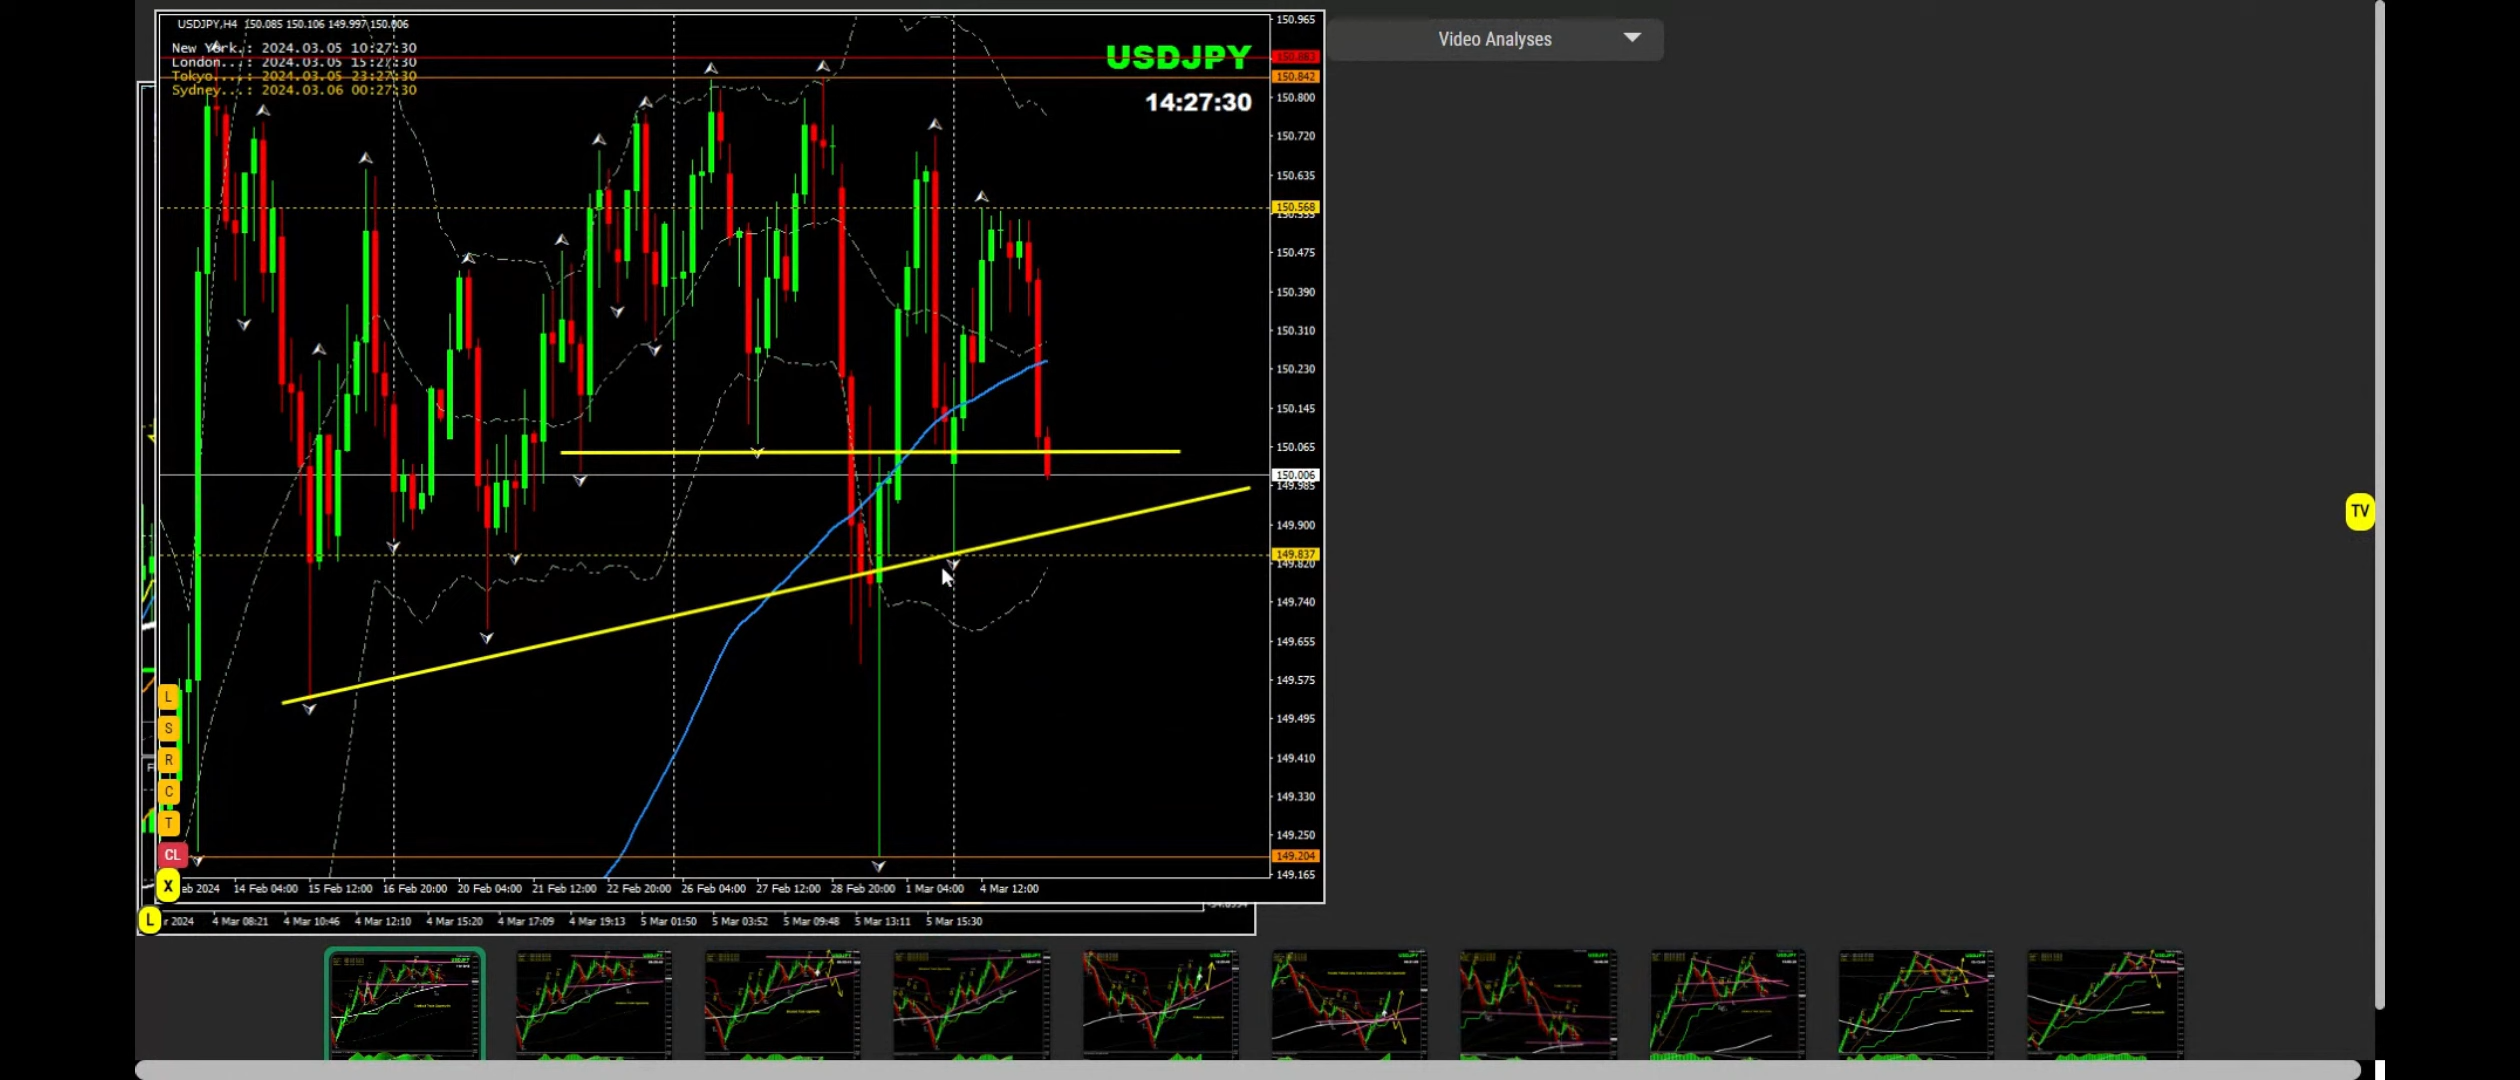 USDJPY,H4 150.085 150.106 149.997 150.006
New York.: 2024.03.05 10:27:30
London...: 2024.03.05 15:27:30
Tokyo....: 2024.03.05 23:27:30
Sydney...: 2024.03.06 00:27:30
USDJPY
14:27:30
Video Analyses
150.965
150.883
150.842
150.800
150.720
150.635
150.568
150.555
150.475
150.390
150.310
150.230
150.145
150.065
150.006
149.985
149.900
149.837
149.820
149.740
149.655
149.575
149.495
149.410
149.330
149.250
149.204
149.165
TV
L
S
R
C
T
CL
X
L
eb 2024 14 Feb 04:00 15 Feb 12:00 16 Feb 20:00 20 Feb 04:00 21 Feb 12:00 22 Feb 20:00 26 Feb 04:00 27 Feb 12:00 28 Feb 20:00 1 Mar 04:00 4 Mar 12:00
r 2024 4 Mar 08:21 4 Mar 10:46 4 Mar 12:10 4 Mar 15:20 4 Mar 17:09 4 Mar 19:13 5 Mar 01:50 5 Mar 03:52 5 Mar 09:48 5 Mar 13:11 5 Mar 15:30